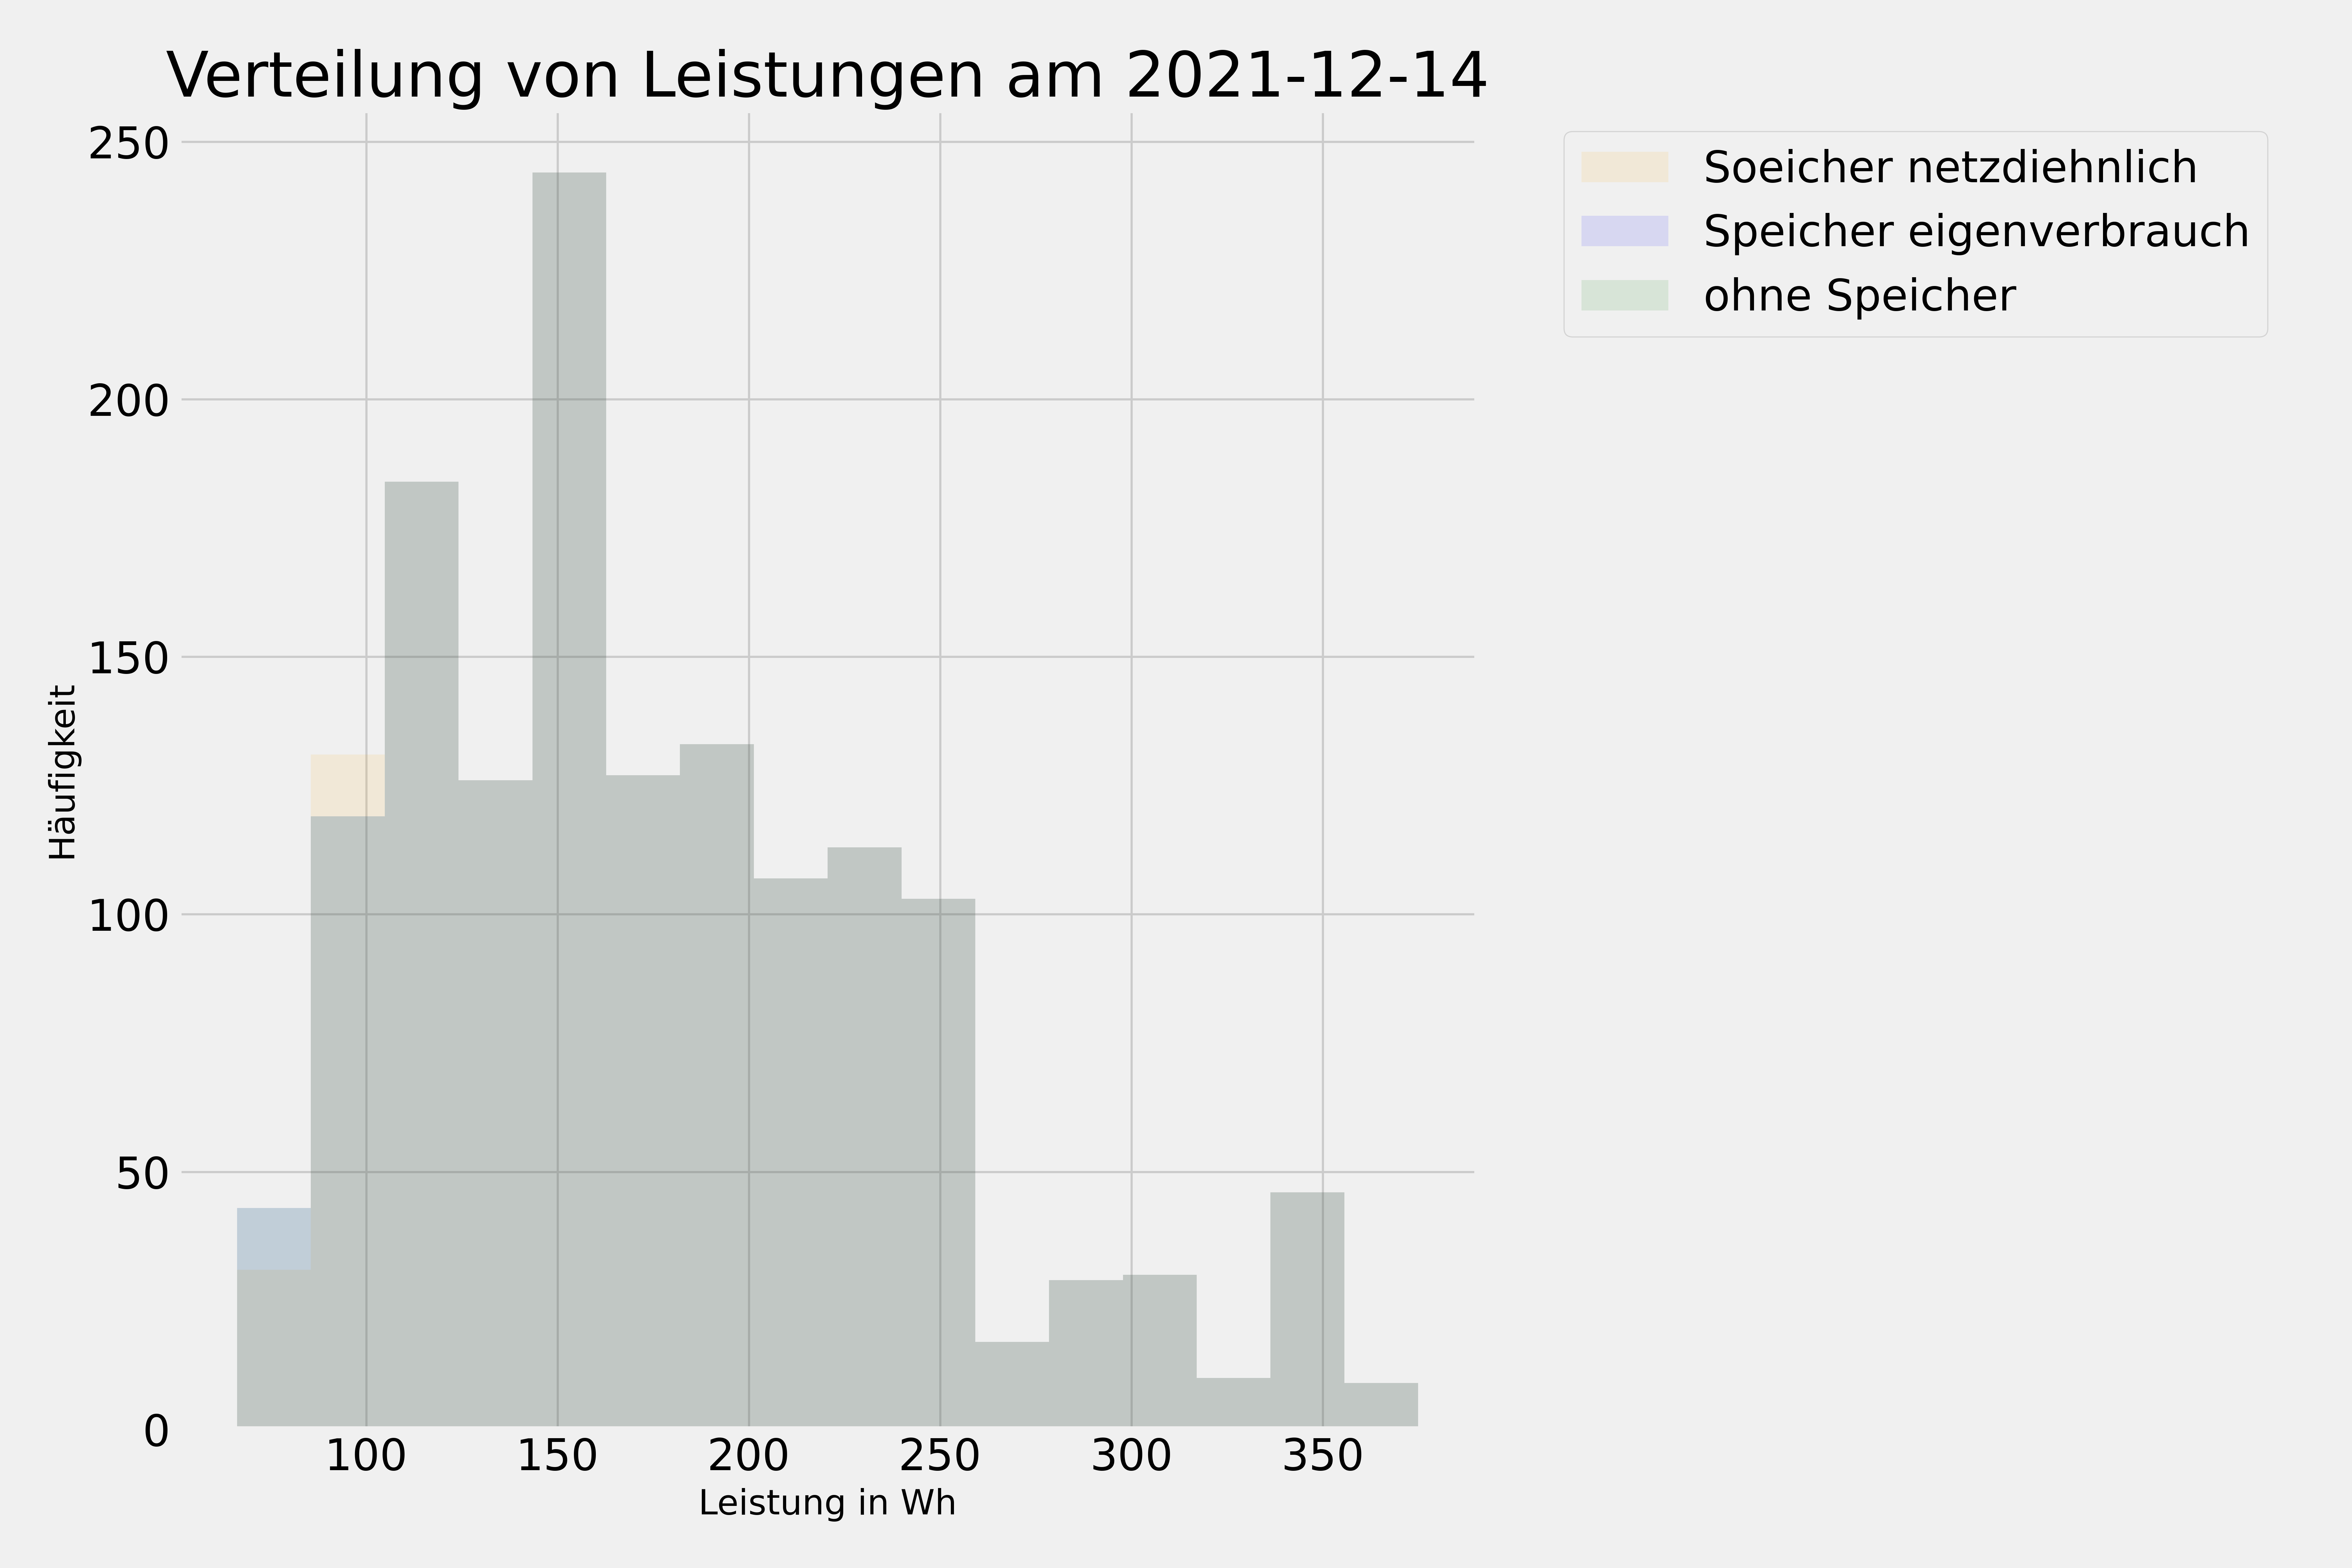 Verteilung von Leistungen am 2021-12-14
250
200
150
100
50
0
Häufigkeit
100 150 200 250 300 350
Leistung in Wh
Soeicher netzdiehnlich
Speicher eigenverbrauch
ohne Speicher